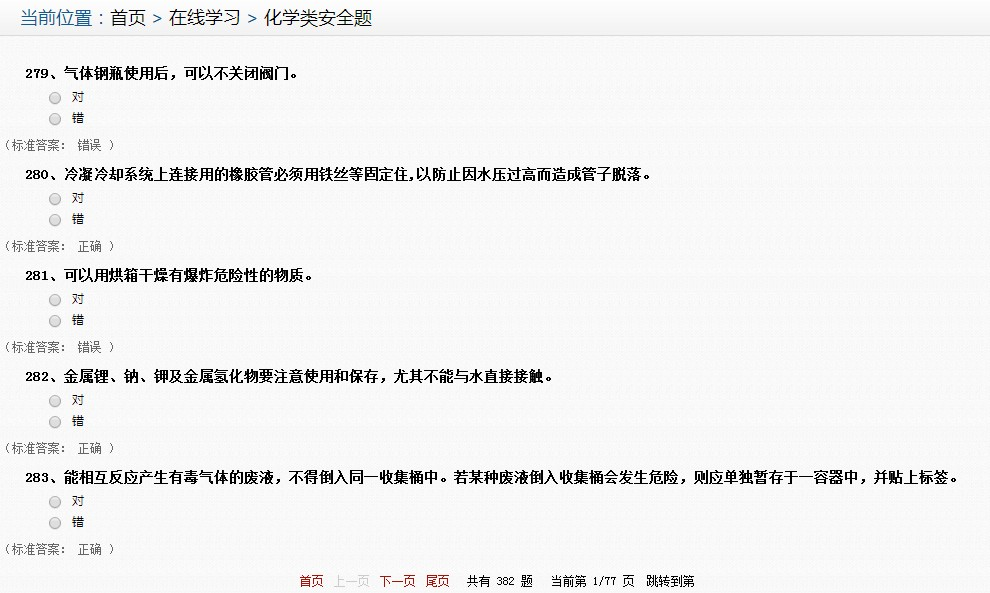 当前位置：首页 > 在线学习 > 化学类安全题
279、气体钢瓶使用后，可以不关闭阀门。
对
错
（标准答案： 错误 ）
280、冷凝冷却系统上连接用的橡胶管必须用铁丝等固定住,以防止因水压过高而造成管子脱落。
对
错
（标准答案： 正确 ）
281、可以用烘箱干燥有爆炸危险性的物质。
对
错
（标准答案： 错误 ）
282、金属锂、钠、钾及金属氢化物要注意使用和保存，尤其不能与水直接接触。
对
错
（标准答案： 正确 ）
283、能相互反应产生有毒气体的废液，不得倒入同一收集桶中。若某种废液倒入收集桶会发生危险，则应单独暂存于一容器中，并贴上标签。
对
错
（标准答案： 正确 ）
首页 上一页 下一页 尾页 共有 382 题 当前第 1/77 页 跳转到第